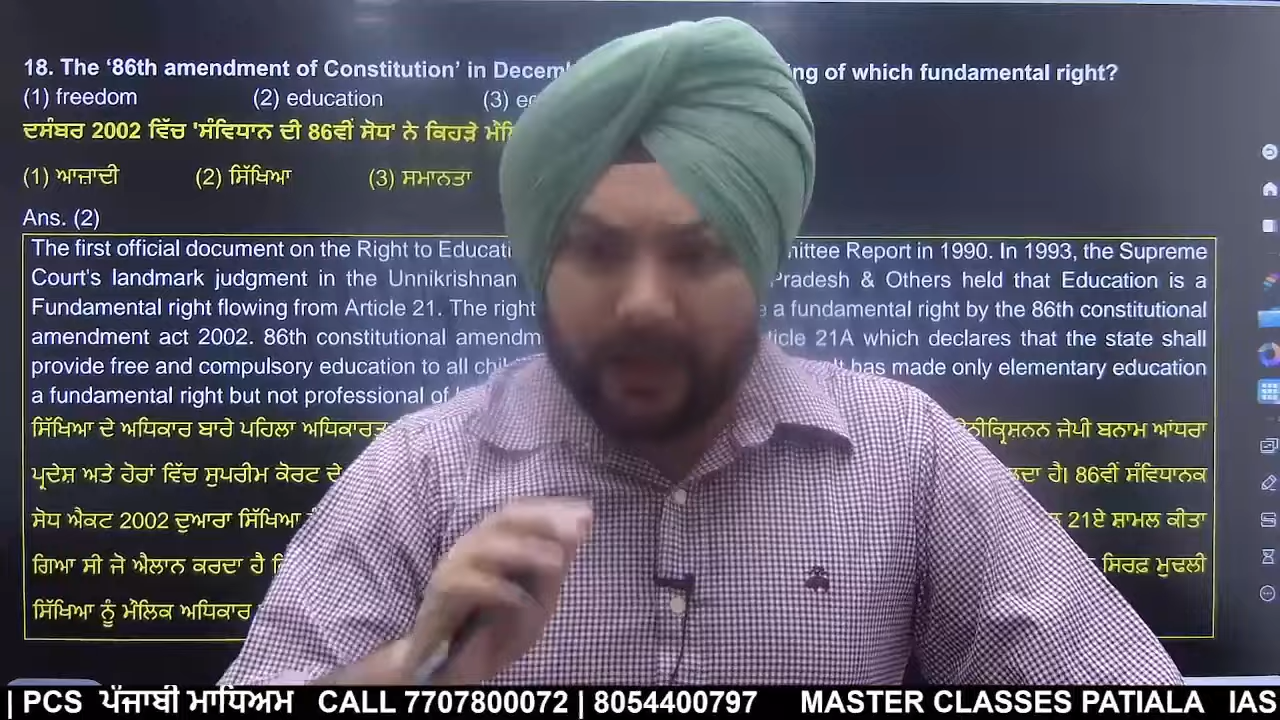 18. The ‘86th amendment of Constitution’ in Decem ng of which fundamental right?
(1) freedom (2) education (3)
ਦਸੰਬਰ 2002 ਵਿੱਚ 'ਸੰਵਿਧਾਨ ਦੀ 86ਵੀਂ ਸੋਧ' ਨੇ ਕਿਹੜੇ
(1) ਆਜ਼ਾਦੀ (2) ਸਿੱਖਿਆ (3) ਸਮਾਨਤਾ
Ans. (2)
The first official document on the Right to Educati mittee Report in 1990. In 1993, the Supreme
Court's landmark judgment in the Unnikrishnan Pradesh & Others held that Education is a
Fundamental right flowing from Article 21. The right a fundamental right by the 86th constitutional
amendment act 2002. 86th constitutional amendm ticle 21A which declares that the state shall
provide free and compulsory education to all chi has made only elementary education
a fundamental right but not professional of
ਸਿੱਖਿਆ ਦੇ ਅਧਿਕਾਰ ਬਾਰੇ ਪਹਿਲਾ ਅਧਿਕਾਰਤ ਨੀਕ੍ਰਿਸ਼ਨਨ ਜੇਪੀ ਬਨਾਮ ਆਂਧਰਾ
ਪ੍ਰਦੇਸ਼ ਅਤੇ ਹੋਰਾਂ ਵਿੱਚ ਸੁਪਰੀਮ ਕੋਰਟ ਦੇ ਦਾ ਹੈ। 86ਵੀਂ ਸੰਵਿਧਾਨਕ
ਸੋਧ ਐਕਟ 2002 ਦੁਆਰਾ ਸਿੱਖਿਆ 21ਏ ਸ਼ਾਮਲ ਕੀਤਾ
ਗਿਆ ਸੀ ਜੋ ਐਲਾਨ ਕਰਦਾ ਹੈ ਸਿਰਫ਼ ਮੁਢਲੀ
ਸਿੱਖਿਆ ਨੂੰ ਮੌਲਿਕ ਅਧਿਕਾਰ
| PCS ਪੰਜਾਬੀ ਮਾਧਿਅਮ CALL 7707800072 | 8054400797 MASTER CLASSES PATIALA IAS